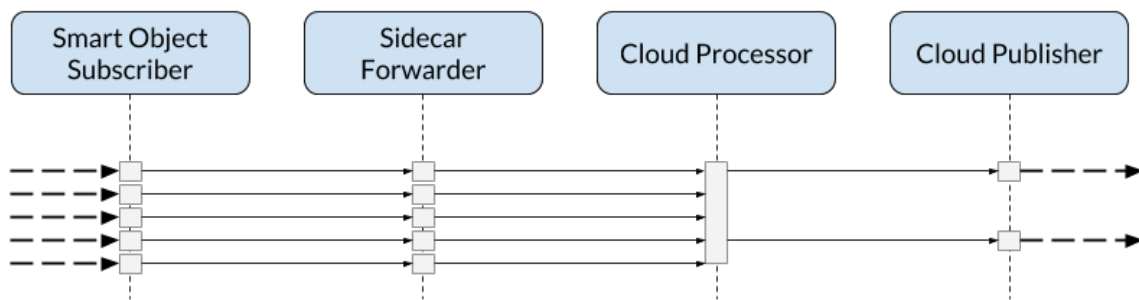 Smart Object
Subscriber
Sidecar
Forwarder
Cloud Processor
Cloud Publisher